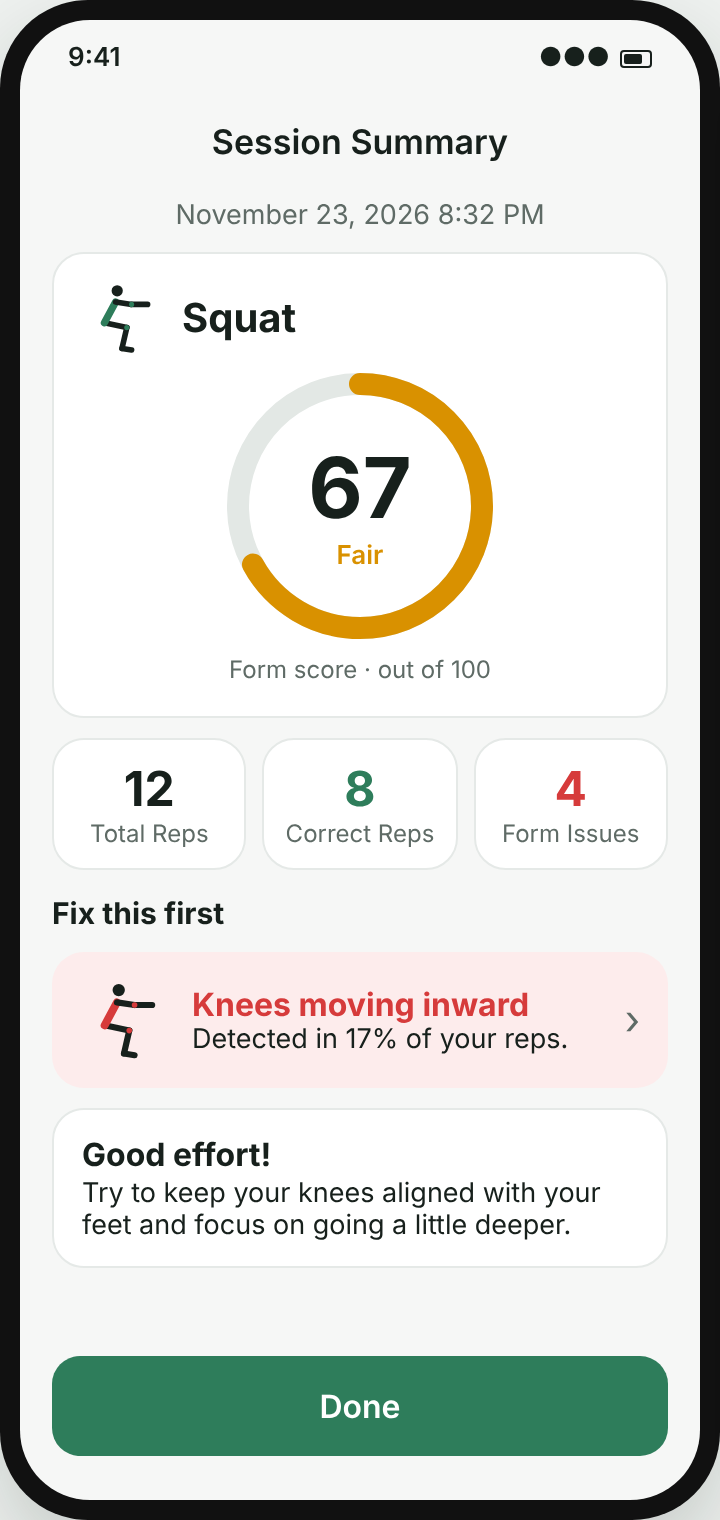 9:41
Session Summary
November 23, 2026 8:32 PM
Squat
67
Fair
Form score · out of 100
12
Total Reps
8
Correct Reps
4
Form Issues
Fix this first
Knees moving inward
Detected in 17% of your reps.
›
Good effort!
Try to keep your knees aligned with your
feet and focus on going a little deeper.
Done